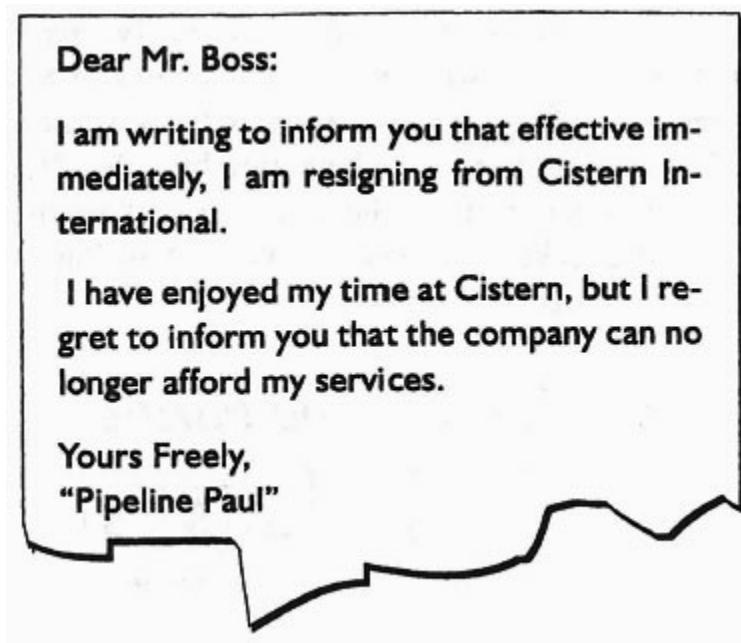 Dear Mr. Boss:
I am writing to inform you that effective im-
mediately, I am resigning from Cistern In-
ternational.
I have enjoyed my time at Cistern, but I re-
gret to inform you that the company can no
longer afford my services.
Yours Freely,
“Pipeline Paul”